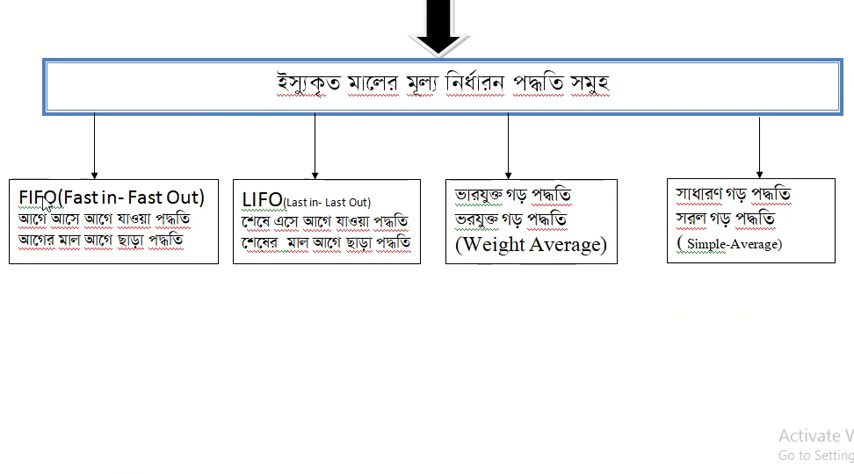 ইস্যুকৃত মালের মূল্য নির্ধারন পদ্ধতি সমুহ
FIFO(Fast in- Fast Out)
আগে আসে আগে যাওয়া পদ্ধতি
আগের মাল আগে ছাড়া পদ্ধতি
LIFO(Last in- Last Out)
শেষে এসে আগে যাওয়া পদ্ধতি
শেষের মাল আগে ছাড়া পদ্ধতি
ভারযুক্ত গড় পদ্ধতি
ভরযুক্ত গড় পদ্ধতি
(Weight Average)
সাধারণ গড় পদ্ধতি
সরল গড় পদ্ধতি
( Simple-Average)
Activate
Go to Setting